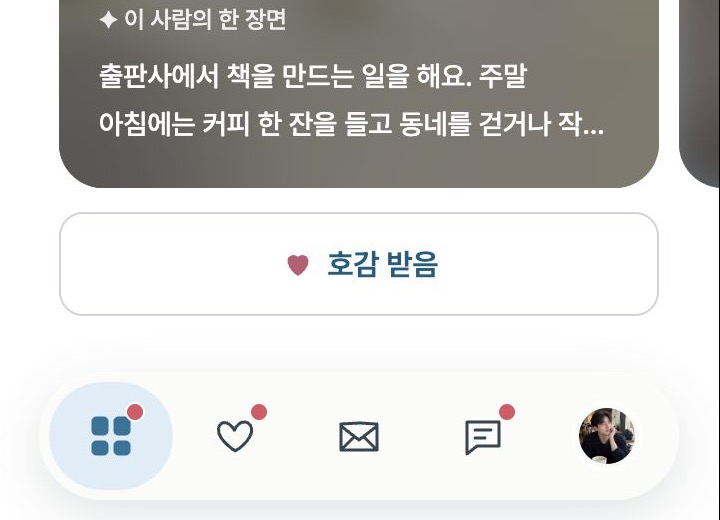 ✦ 이 사람의 한 장면
출판사에서 책을 만드는 일을 해요. 주말
아침에는 커피 한 잔을 들고 동네를 걷거나 작...
호감 받음